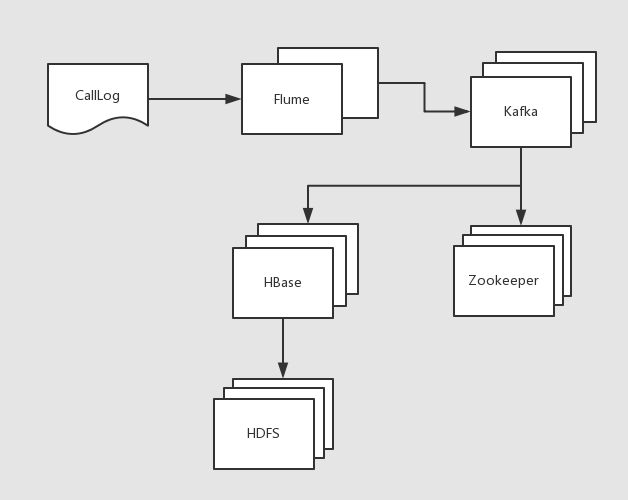 CallLog
Flume
Kafka
HBase
Zookeeper
HDFS